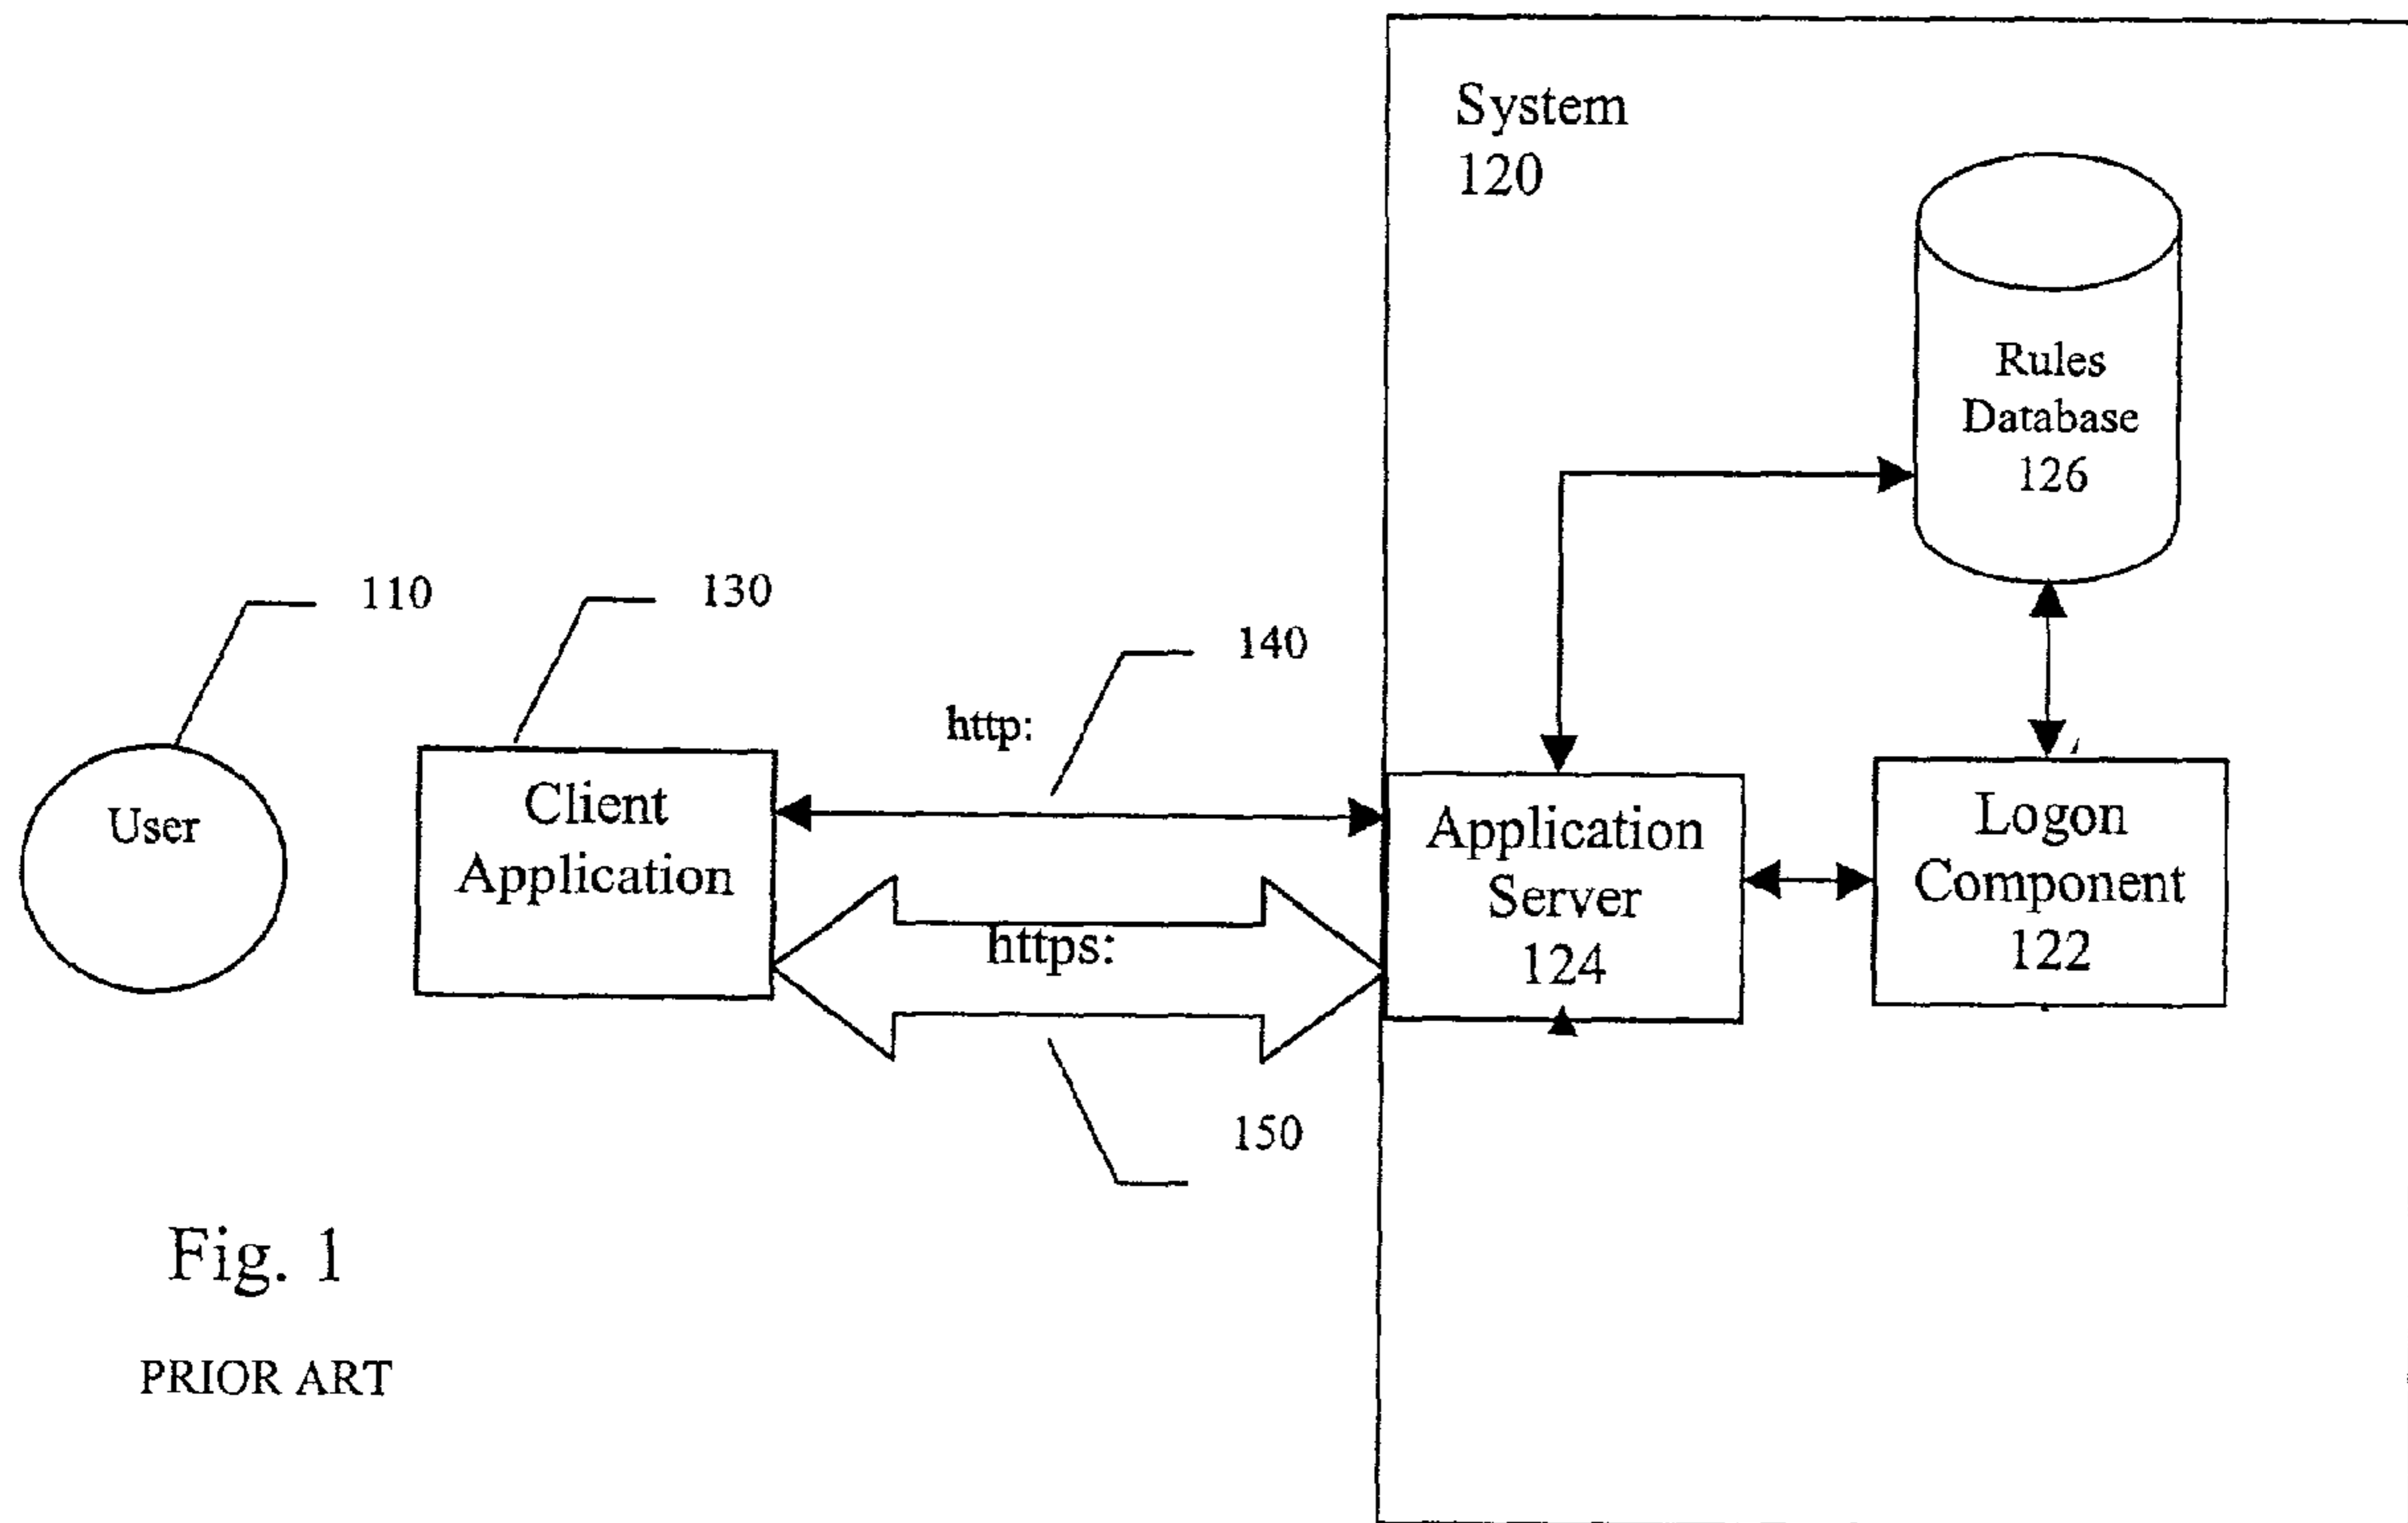 System
120
Rules
Database
126
110
130
140
http:
User
Client
Application
Application
Server
124
Logon
Component
122
https:
150
Fig. 1
PRIOR ART